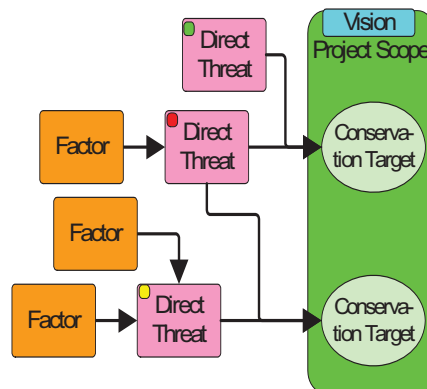 Vision
Project Scope
Direct
Threat
Factor
Direct
Threat
Conserva-
tion Target
Factor
Factor
Direct
Threat
Conserva-
tion Target